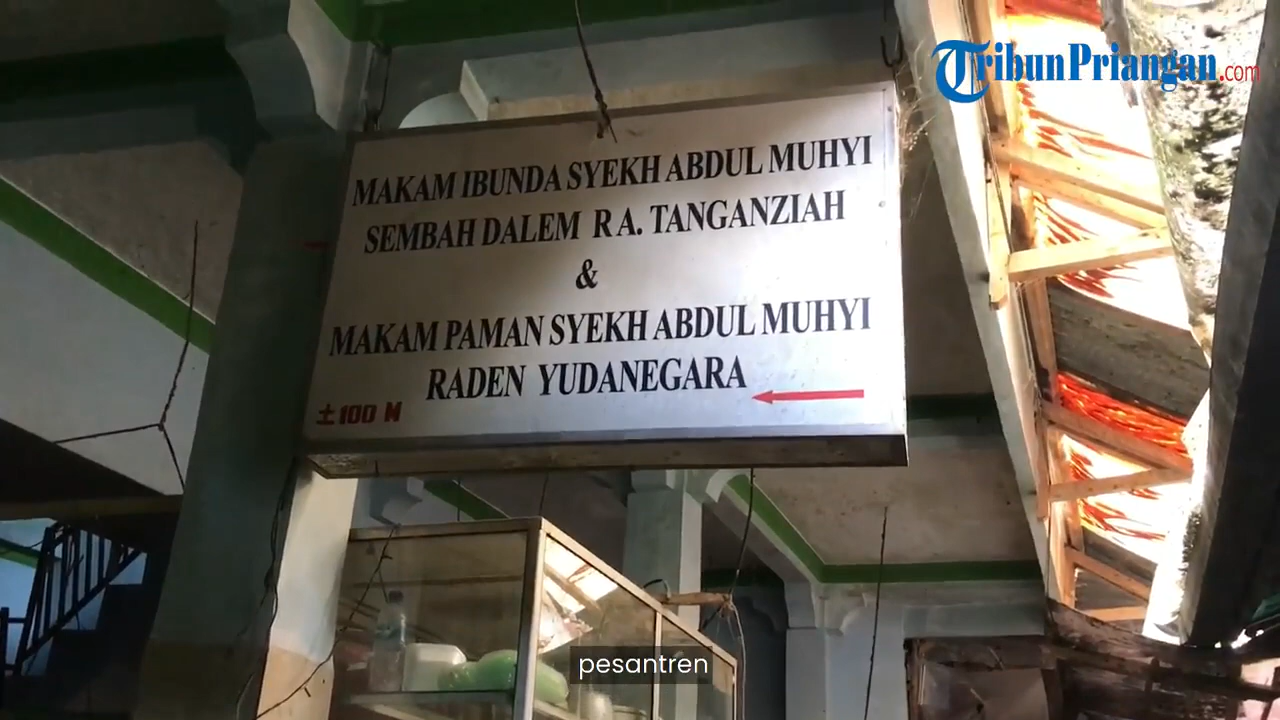 TribunPriangan.com
MAKAM IBUNDA SYEKH ABDUL MUHYI
SEMBAH DALEM RA. TANGANZIAH
&
MAKAM PAMAN SYEKH ABDUL MUHYI
RADEN YUDANEGARA
±100 M
pesantren